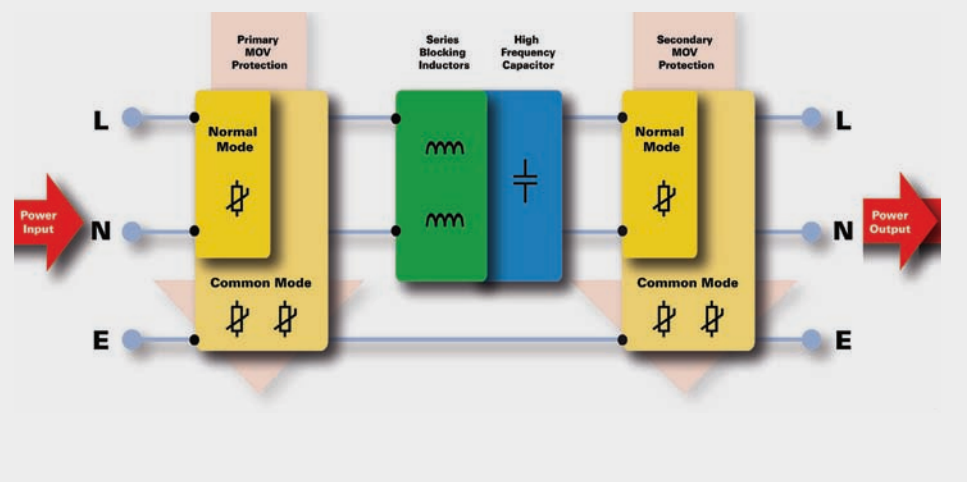 Primary
MOV
Protection
Series
Blocking
Inductors
High
Frequency
Capacitor
Secondary
MOV
Protection
L
Normal
Mode
Normal
Mode
L
Power
Input
N
N
Power
Output
Common Mode
Common Mode
E
E